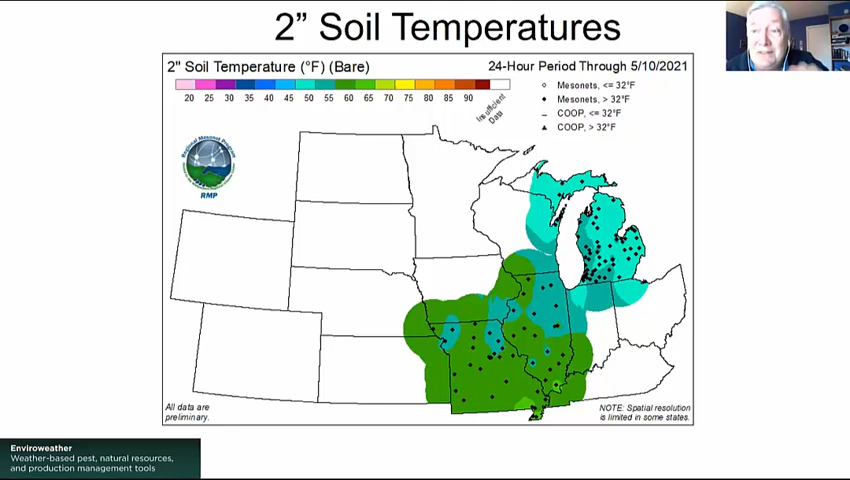 2” Soil Temperatures
2" Soil Temperature (°F) (Bare)
24-Hour Period Through 5/10/2021
20 25 30 35 40 45 50 55 60 65 70 75 80 85 90
Insufficient
Data
Mesonets, <= 32°F
Mesonets, > 32°F
COOP, <= 32°F
COOP, > 32°F
Regional Mesonet Program
RMP
All data are
preliminary.
NOTE: Spatial resolution
is limited in some states.
Enviroweather
Weather-based pest, natural resources,
and production management tools